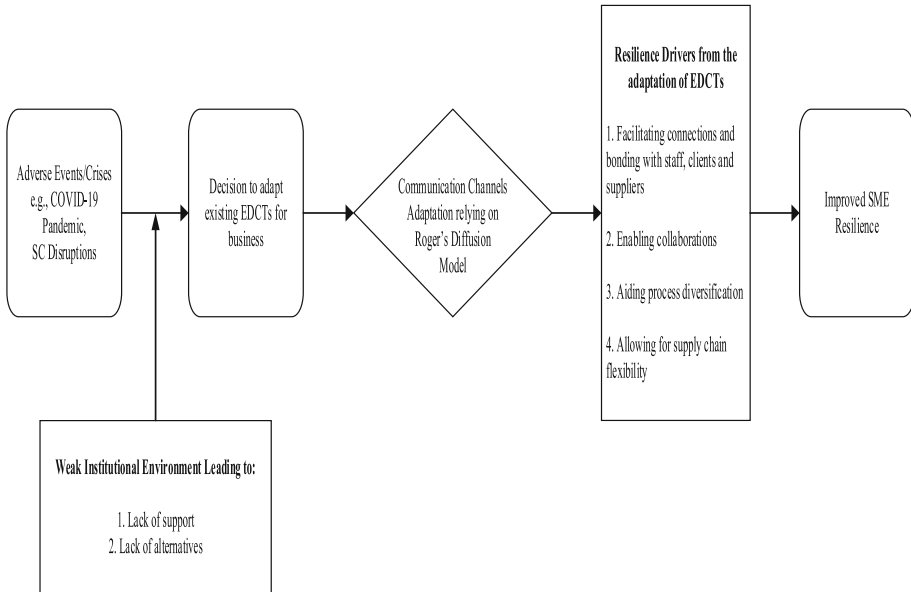 Adverse Events/Crises
e.g., COVID-19
Pandemic,
SC Disruptions
Decision to adapt
existing EDCTs for
business
Communication Channels
Adaptation relying on
Roger's Diffusion
Model
Resilience Drivers from the
adaptation of EDCTs
1. Facilitating connections and
bonding with staff, clients and
suppliers
2. Enabling collaborations
3. Aiding process diversification
4. Allowing for supply chain
flexibility
Improved SME
Resilience
Weak Institutional Environment Leading to:
1. Lack of support
2. Lack of alternatives